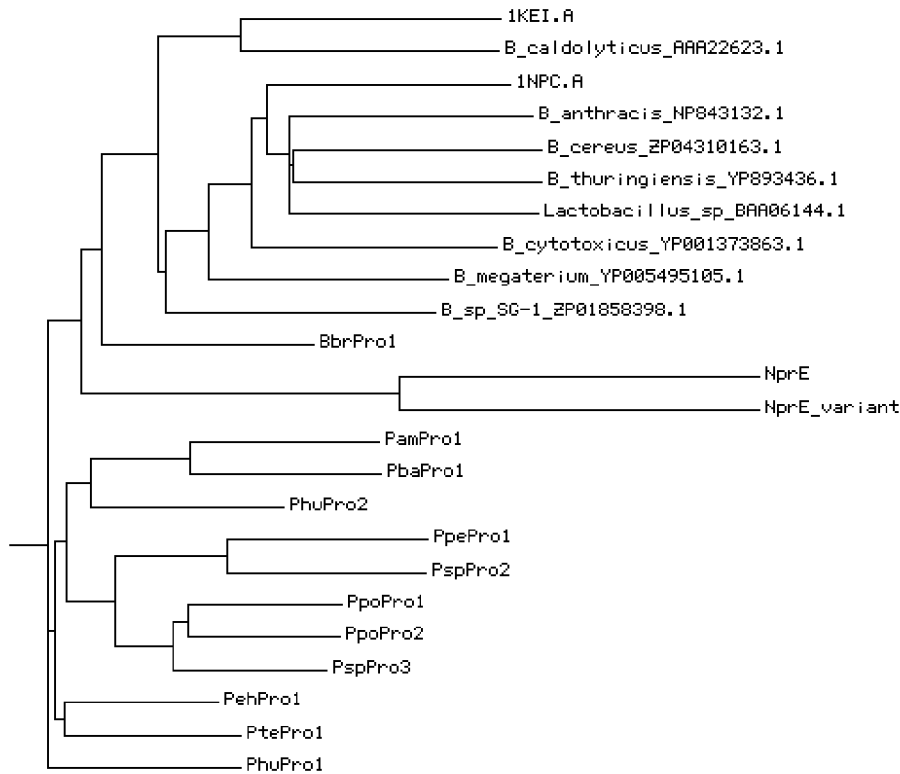 1KEI.A
B_caldolyticus_AAA22623.1
1NPC.A
B_anthracis_NP843132.1
B_cereus_ZP04310163.1
B_thuringiensis_YP893436.1
Lactobacillus_sp_BAA06144.1
B_cytotoxicus_YP001373863.1
B_megaterium_YP005495105.1
B_sp_SG-1_ZP01858398.1
BbrPro1
NprE
NprE_variant
PamPro1
PbaPro1
PhuPro2
PpePro1
PspPro2
PpoPro1
PpoPro2
PspPro3
PehPro1
PtePro1
PhuPro1